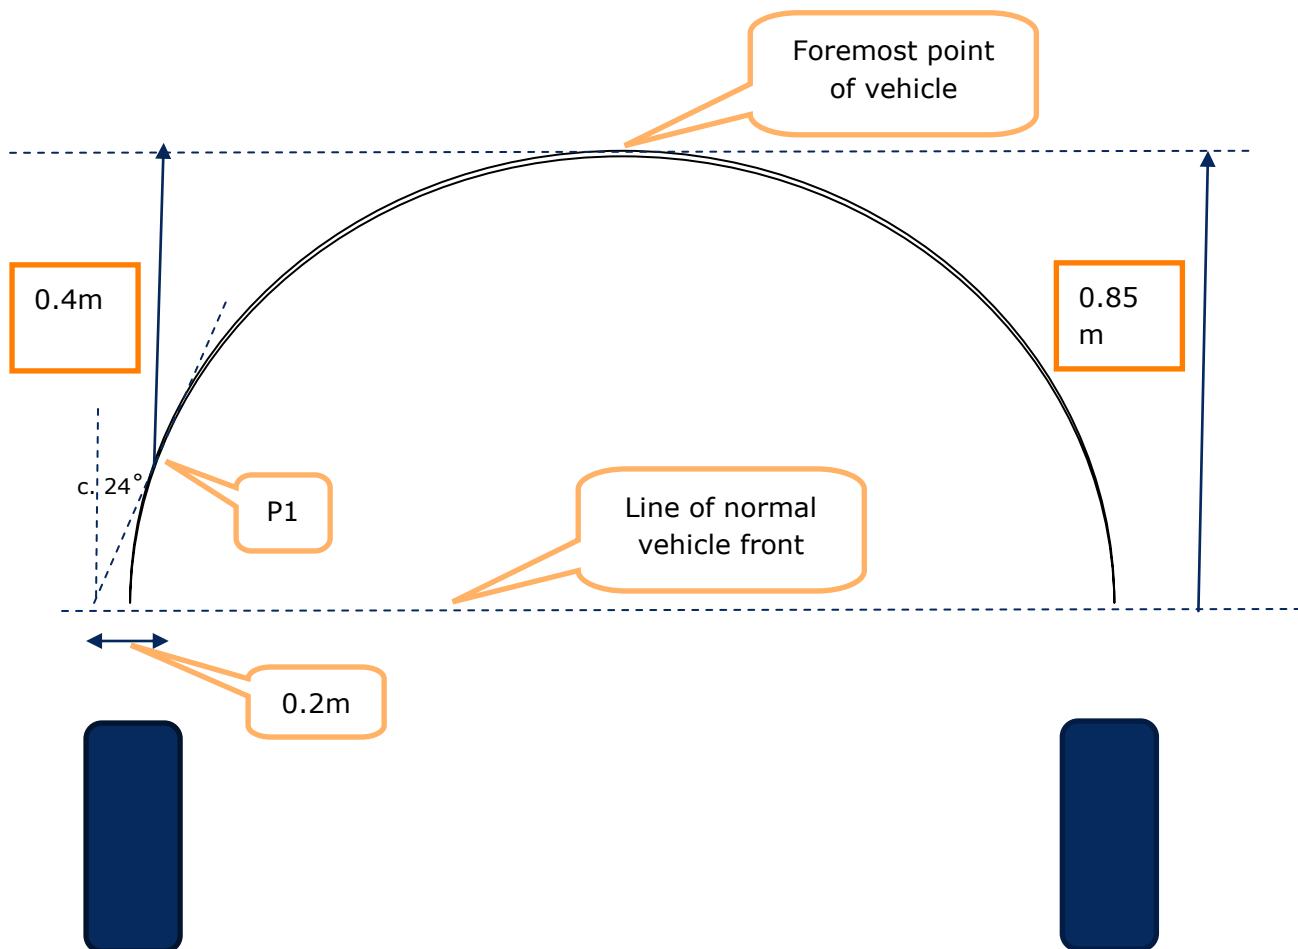 Foremost point
of vehicle
0.4m
0.85
m
c. 24°
P1
Line of normal
vehicle front
0.2m